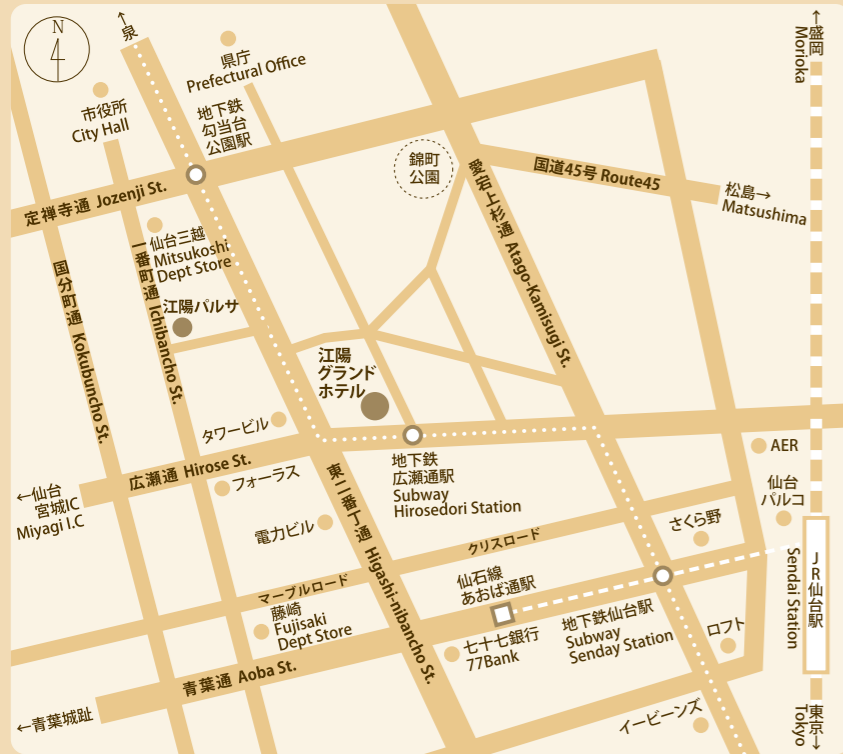 N
←泉
県庁
Prefectural Office
市役所
City Hall
地下鉄
勾当台
公園駅
↑盛岡
Morioka
錦町
公園
国道45号 Route45
松島→
Matsushima
定禅寺通 Jozenji St.
愛宕上杉通 Atago-Kamisugi St.
仙台三越
Mitsukoshi
Dept Store
一番町通 Ichibancho St.
国分町通 Kokubuncho St.
江陽パルサ
江陽
グランド
ホテル
タワービル
広瀬通 Hirose St.
←仙台
宮城IC
Miyagi I.C
フォーラス
地下鉄
広瀬通駅
Subway
Hirosedori Station
AER
仙台
パルコ
東二番丁通 Higashi-nibancho St.
電力ビル
さくら野
クリスロード
マーブルロード
仙石線
あおば通駅
JR仙台駅
Sendai Station
藤崎
Fujisaki
Dept Store
地下鉄仙台駅
Subway
Senday Station
七十七銀行
77Bank
ロフト
青葉通 Aoba St.
←青葉城趾
イービーンズ
東京↓
Tokyo